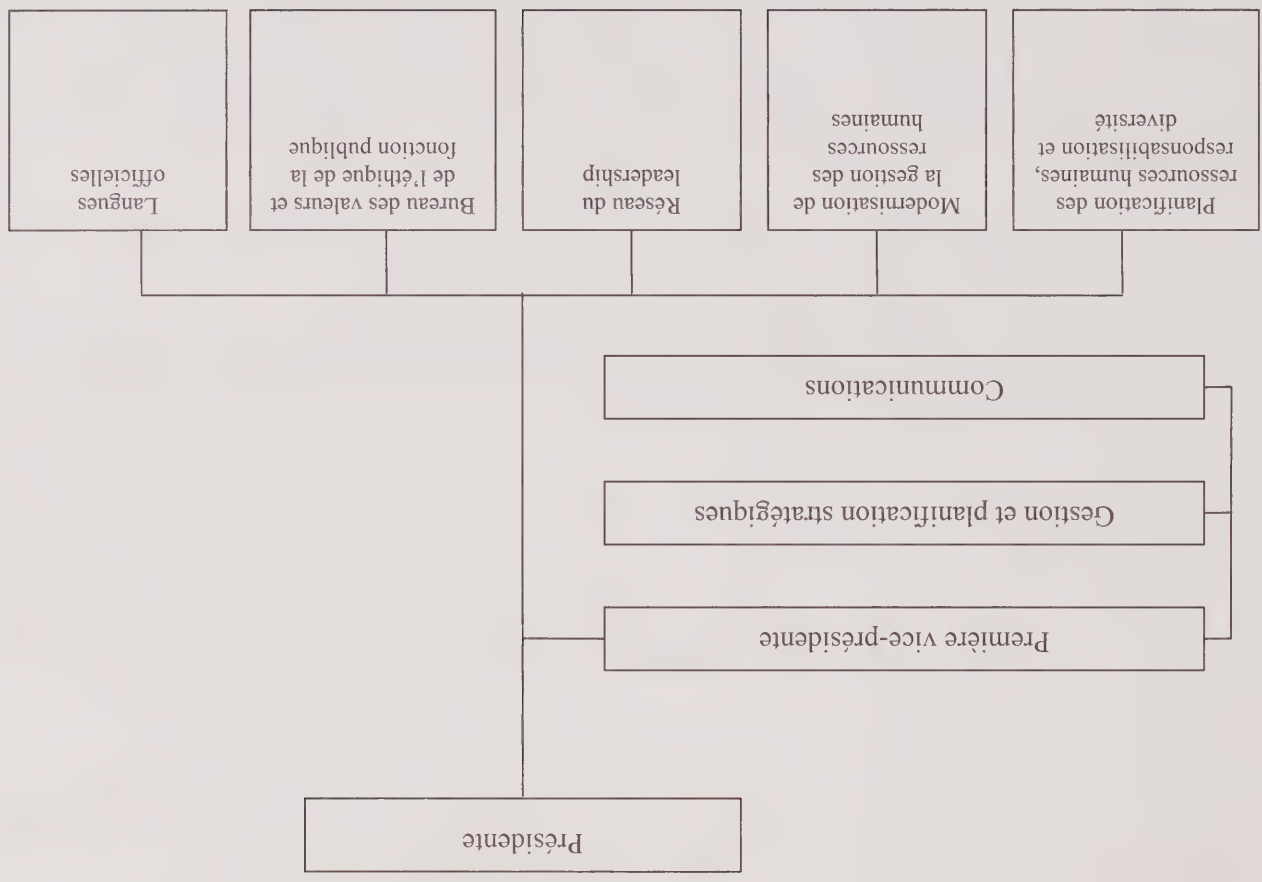 Présidente
Première vice-présidente
Gestion et planification stratégiques
Communications
Planification des
ressources humaines,
responsabilisation et
diversité
Modernisation de
la gestion des
ressources
humaines
Réseau du
leadership
Bureau des valeurs et
de l'éthique de la
fonction publique
Langues
officielles